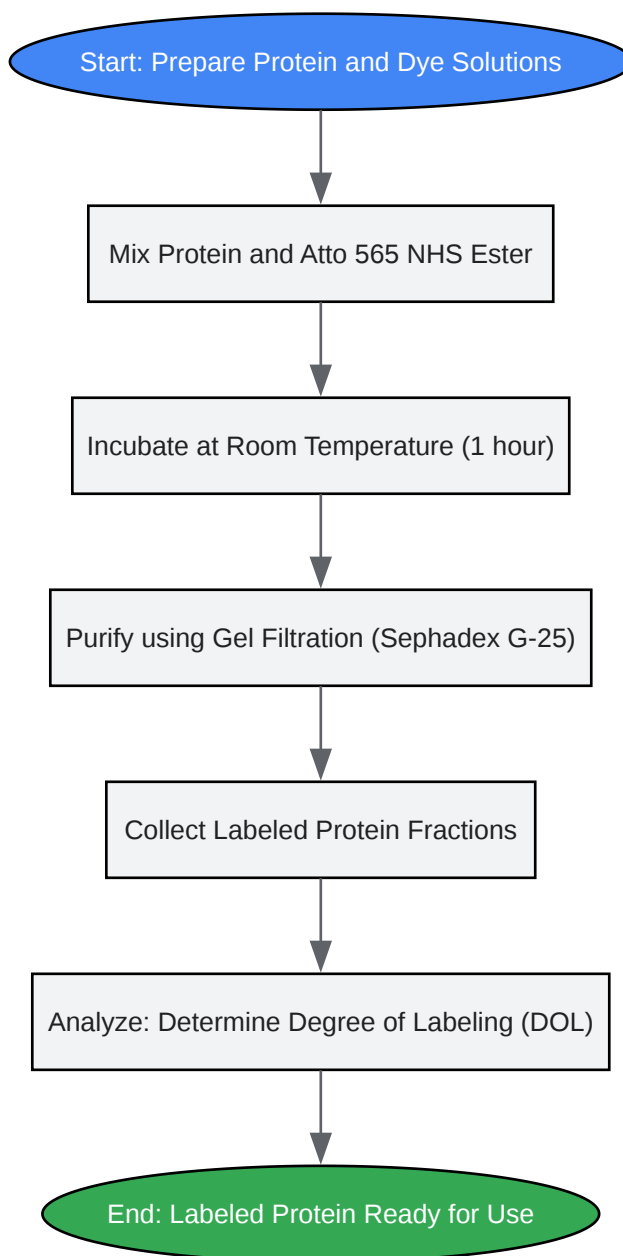 Start: Prepare Protein and Dye Solutions
Mix Protein and Atto 565 NHS Ester
Incubate at Room Temperature (1 hour)
Purify using Gel Filtration (Sephadex G-25)
Collect Labeled Protein Fractions
Analyze: Determine Degree of Labeling (DOL)
End: Labeled Protein Ready for Use